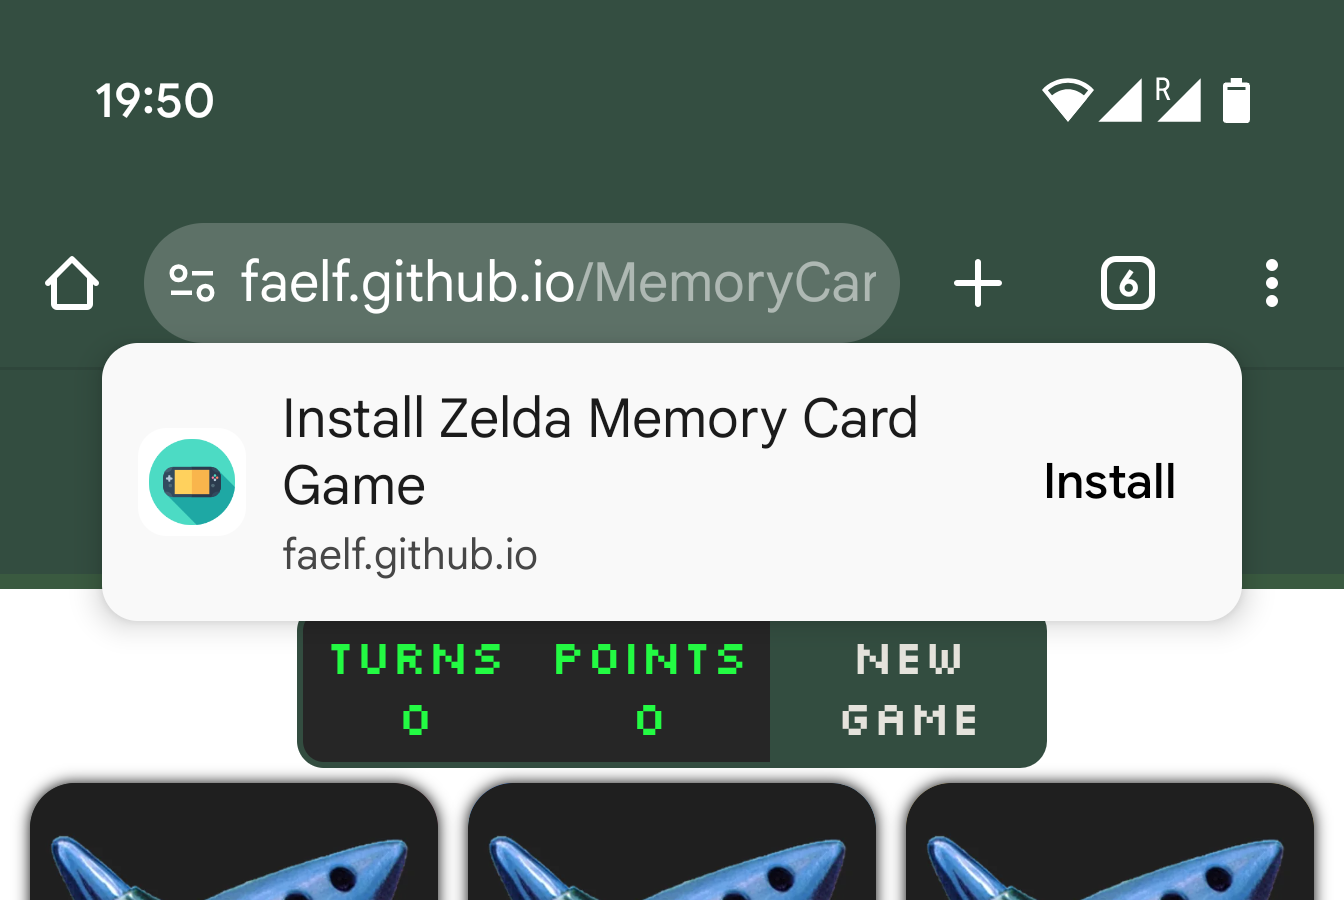 19:50
R
faelf.github.io/MemoryCar
6
Install Zelda Memory Card
Game
Install
faelf.github.io
TURNS POINTS NEW
0 0 GAME